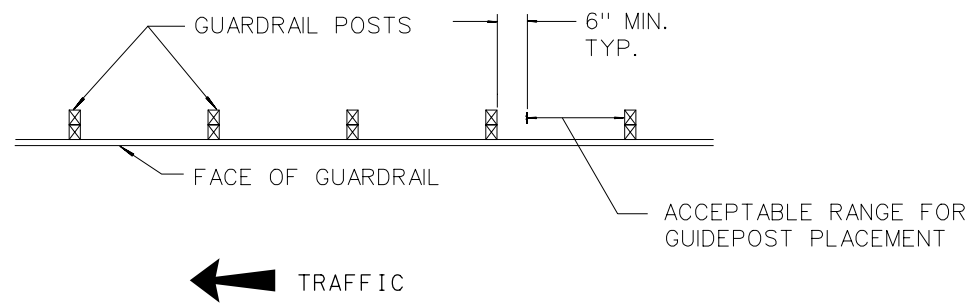 GUARDRAIL POSTS
6" MIN.
TYP.
FACE OF GUARDRAIL
ACCEPTABLE RANGE FOR
GUIDEPOST PLACEMENT
TRAFFIC